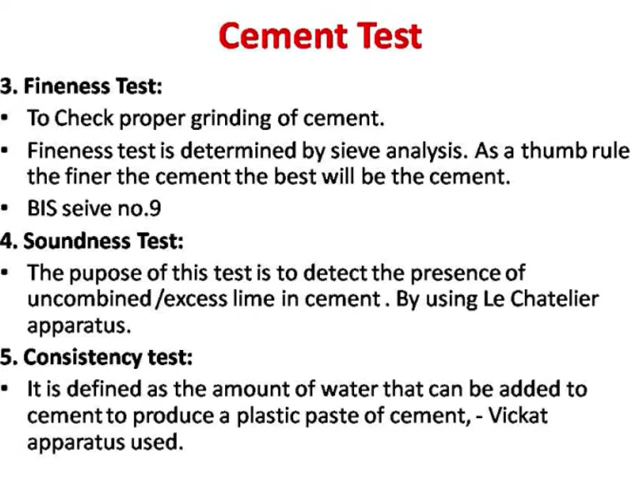 Cement Test
3. Fineness Test:
▪ To Check proper grinding of cement.
▪ Fineness test is determined by sieve analysis. As a thumb rule
the finer the cement the best will be the cement.
▪ BIS seive no.9
4. Soundness Test:
▪ The pupose of this test is to detect the presence of
uncombined /excess lime in cement . By using Le Chatelier
apparatus.
5. Consistency test:
▪ It is defined as the amount of water that can be added to
cement to produce a plastic paste of cement, - Vickat
apparatus used.